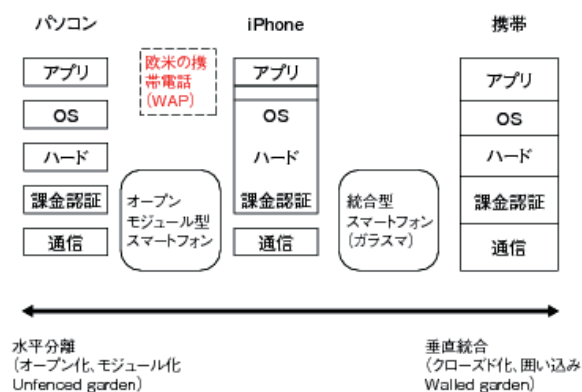 パソコン
iPhone
携帯
アプリ
OS
ハード
課金認証
通信
欧米の携
帯電話
(WAP)
オープン
モジュール型
スマートフォン
アプリ
OS
ハード
課金認証
通信
統合型
スマートフォン
(ガラスマ)
アプリ
OS
ハード
課金認証
通信
水平分離
(オープン化、モジュール化
Unfenced garden)
垂直統合
(クローズド化、囲い込み
Walled garden)